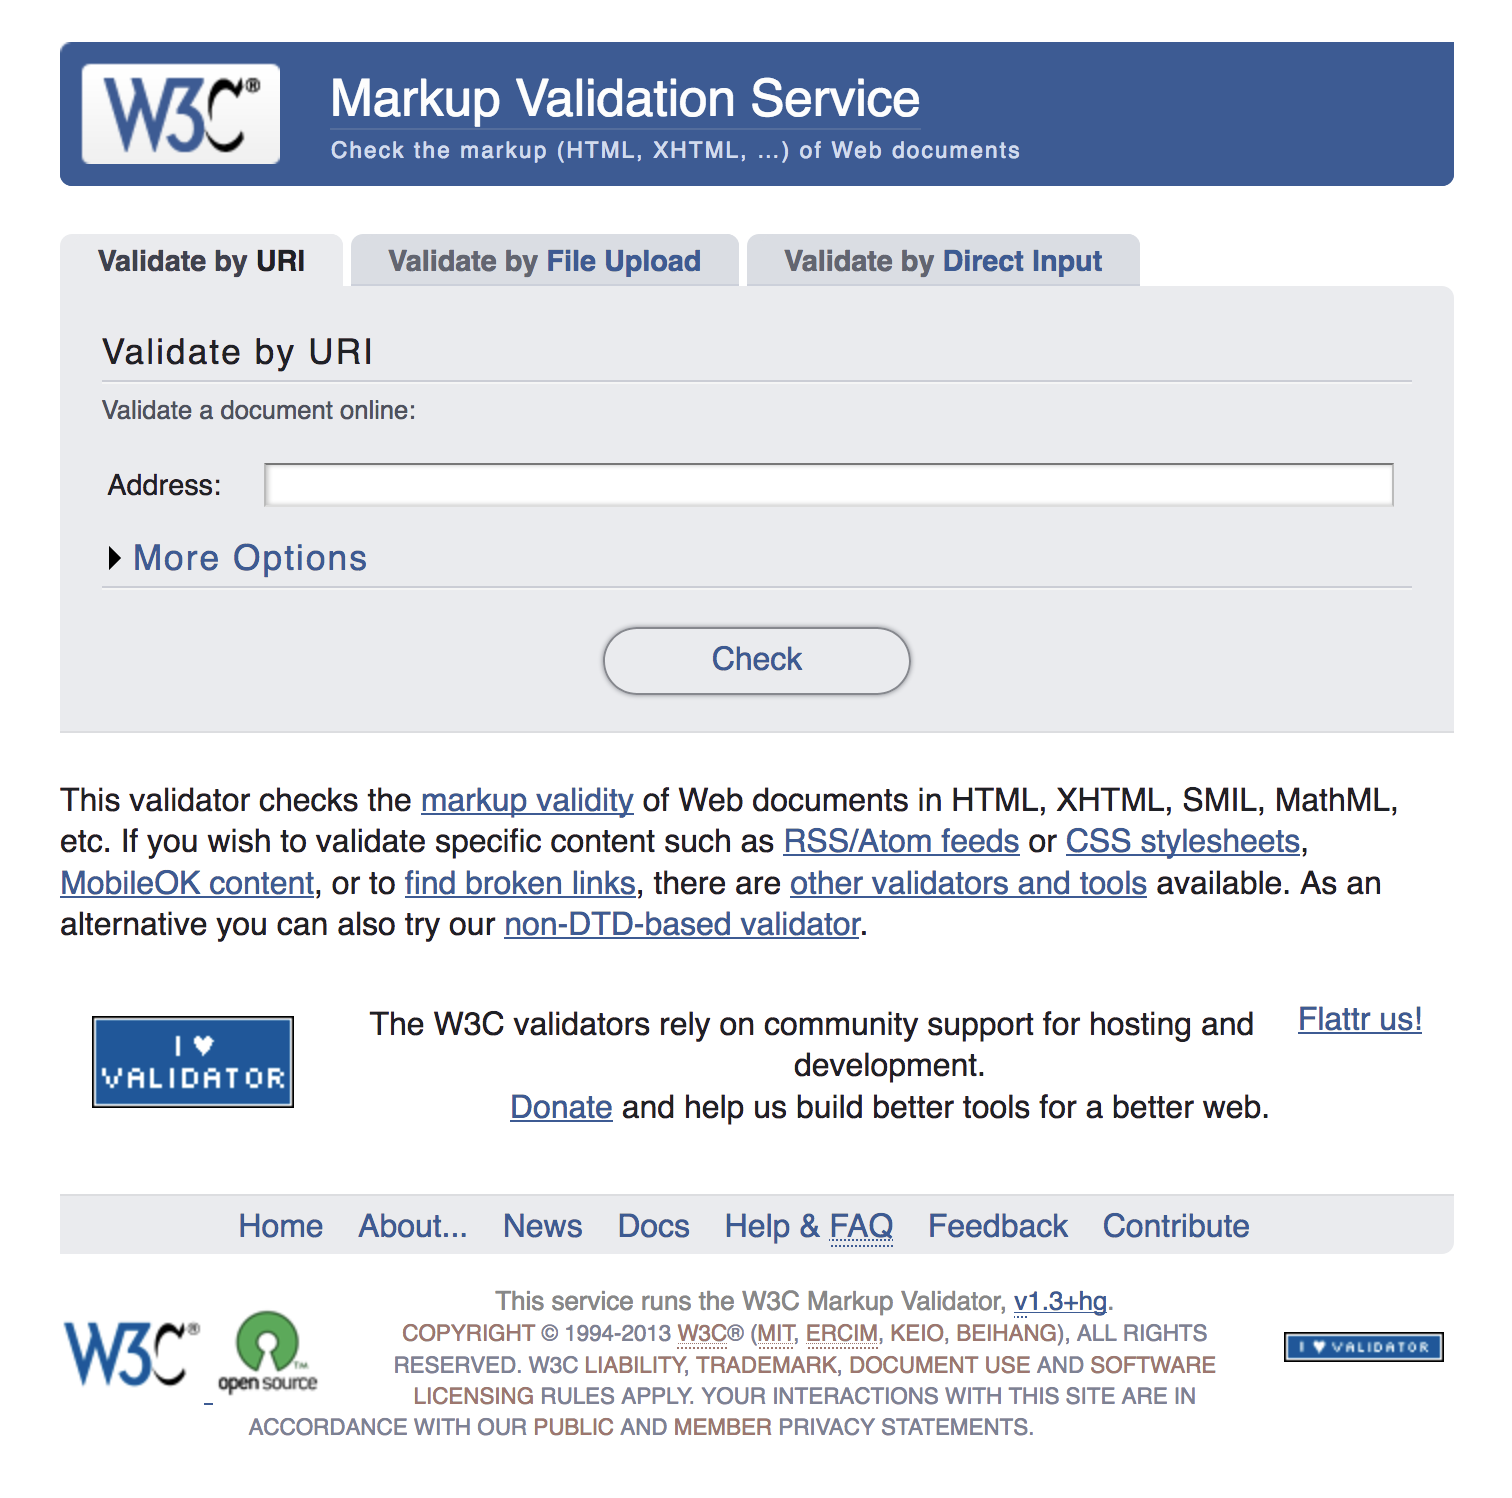 W3C®
Markup Validation Service
Check the markup (HTML, XHTML, ...) of Web documents
Validate by URI
Validate by File Upload
Validate by Direct Input
Validate by URI
Validate a document online:
Address:
More Options
Check
This validator checks the markup validity of Web documents in HTML, XHTML, SMIL, MathML,
etc. If you wish to validate specific content such as RSS/Atom feeds or CSS stylesheets,
MobileOK content, or to find broken links, there are other validators and tools available. As an
alternative you can also try our non-DTD-based validator.
I ♥
VALIDATOR
The W3C validators rely on community support for hosting and
development.
Donate and help us build better tools for a better web.
Flattr us!
Home About... News Docs Help & FAQ Feedback Contribute
W3C®
open source™
This service runs the W3C Markup Validator, v1.3+hg.
COPYRIGHT © 1994-2013 W3C® (MIT, ERCIM, KEIO, BEIHANG), ALL RIGHTS
RESERVED. W3C LIABILITY, TRADEMARK, DOCUMENT USE AND SOFTWARE
LICENSING RULES APPLY. YOUR INTERACTIONS WITH THIS SITE ARE IN
ACCORDANCE WITH OUR PUBLIC AND MEMBER PRIVACY STATEMENTS.
I ♥ VALIDATOR